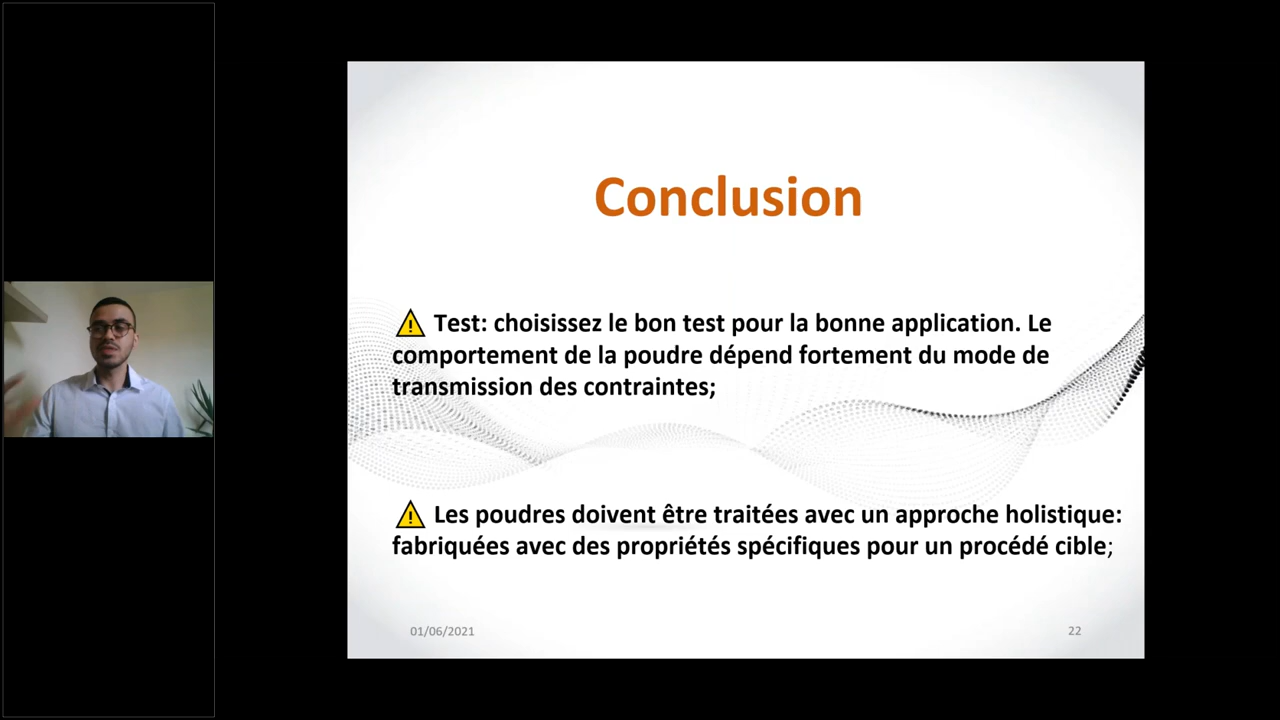 Conclusion
Test: choisissez le bon test pour la bonne application. Le
comportement de la poudre dépend fortement du mode de
transmission des contraintes;
Les poudres doivent être traitées avec un approche holistique:
fabriquées avec des propriétés spécifiques pour un procédé cible;
01/06/2021
22